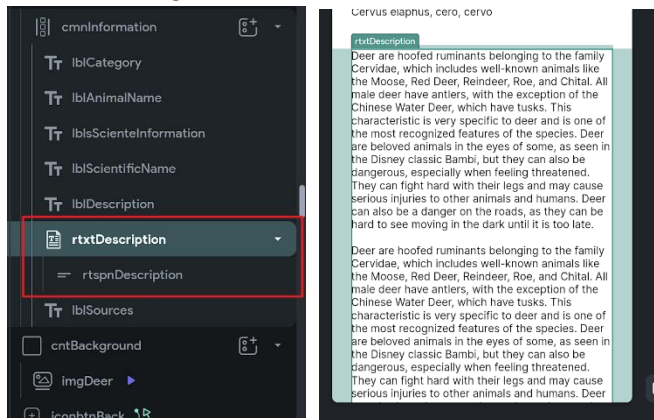 cmnInformation
lblCategory
lblAnimalName
lblsScienteInformation
lblScientificName
lblDescription
rtxtDescription
rtspnDescription
lblSources
cntBackground
imgDeer
iconbtnBack
Cervus elaphus, cero, cervo
rtxtDescription
Deer are hoofed ruminants belonging to the family
Cervidae, which includes well-known animals like
the Moose, Red Deer, Reindeer, Roe, and Chital. All
male deer have antlers, with the exception of the
Chinese Water Deer, which have tusks. This
characteristic is very specific to deer and is one of
the most recognized features of the species. Deer
are beloved animals in the eyes of some, as seen in
the Disney classic Bambi, but they can also be
dangerous, especially when feeling threatened.
They can fight hard with their legs and may cause
serious injuries to other animals and humans. Deer
can also be a danger on the roads, as they can be
hard to see moving in the dark until it is too late.
Deer are hoofed ruminants belonging to the family
Cervidae, which includes well-known animals like
the Moose, Red Deer, Reindeer, Roe, and Chital. All
male deer have antlers, with the exception of the
Chinese Water Deer, which have tusks. This
characteristic is very specific to deer and is one of
the most recognized features of the species. Deer
are beloved animals in the eyes of some, as seen in
the Disney classic Bambi, but they can also be
dangerous, especially when feeling threatened.
They can fight hard with their legs and may cause
serious injuries to other animals and humans. Deer